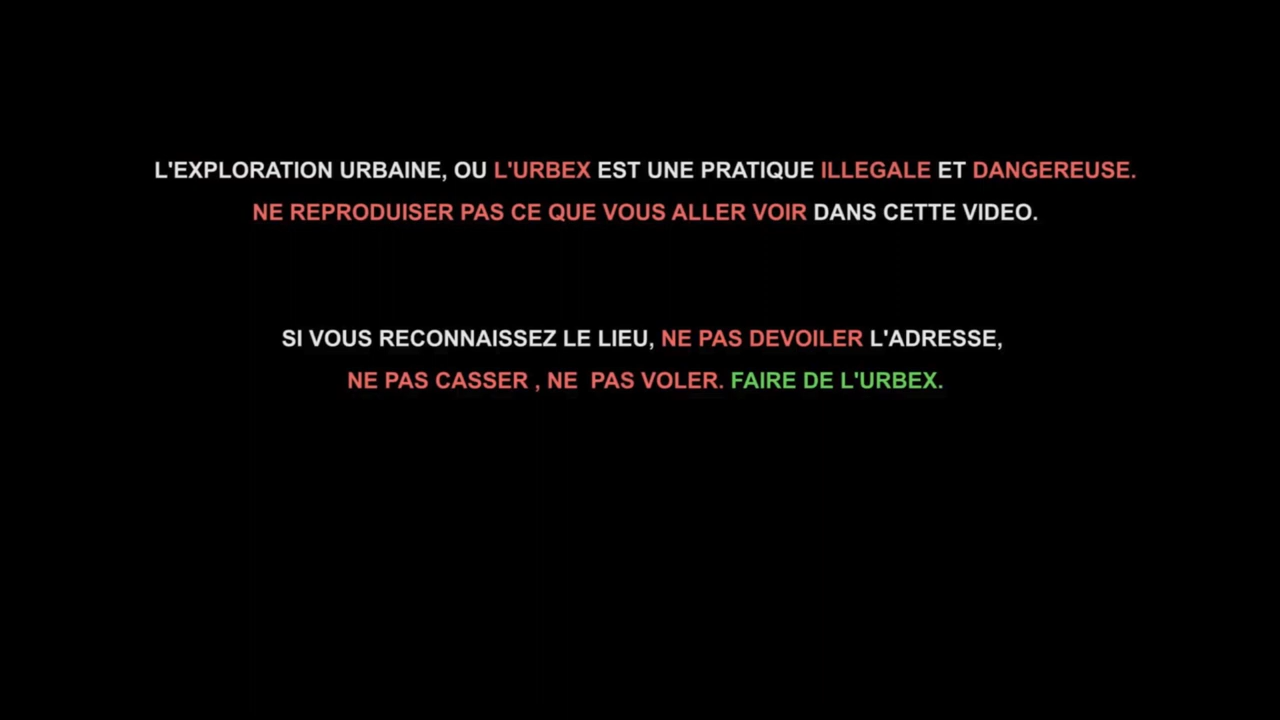 L'EXPLORATION URBAINE, OU L'URBEX EST UNE PRATIQUE ILLEGALE ET DANGEREUSE.
NE REPRODUISER PAS CE QUE VOUS ALLER VOIR DANS CETTE VIDEO.
SI VOUS RECONNAISSEZ LE LIEU, NE PAS DEVOILER L'ADRESSE,
NE PAS CASSER , NE  PAS VOLER. FAIRE DE L'URBEX.